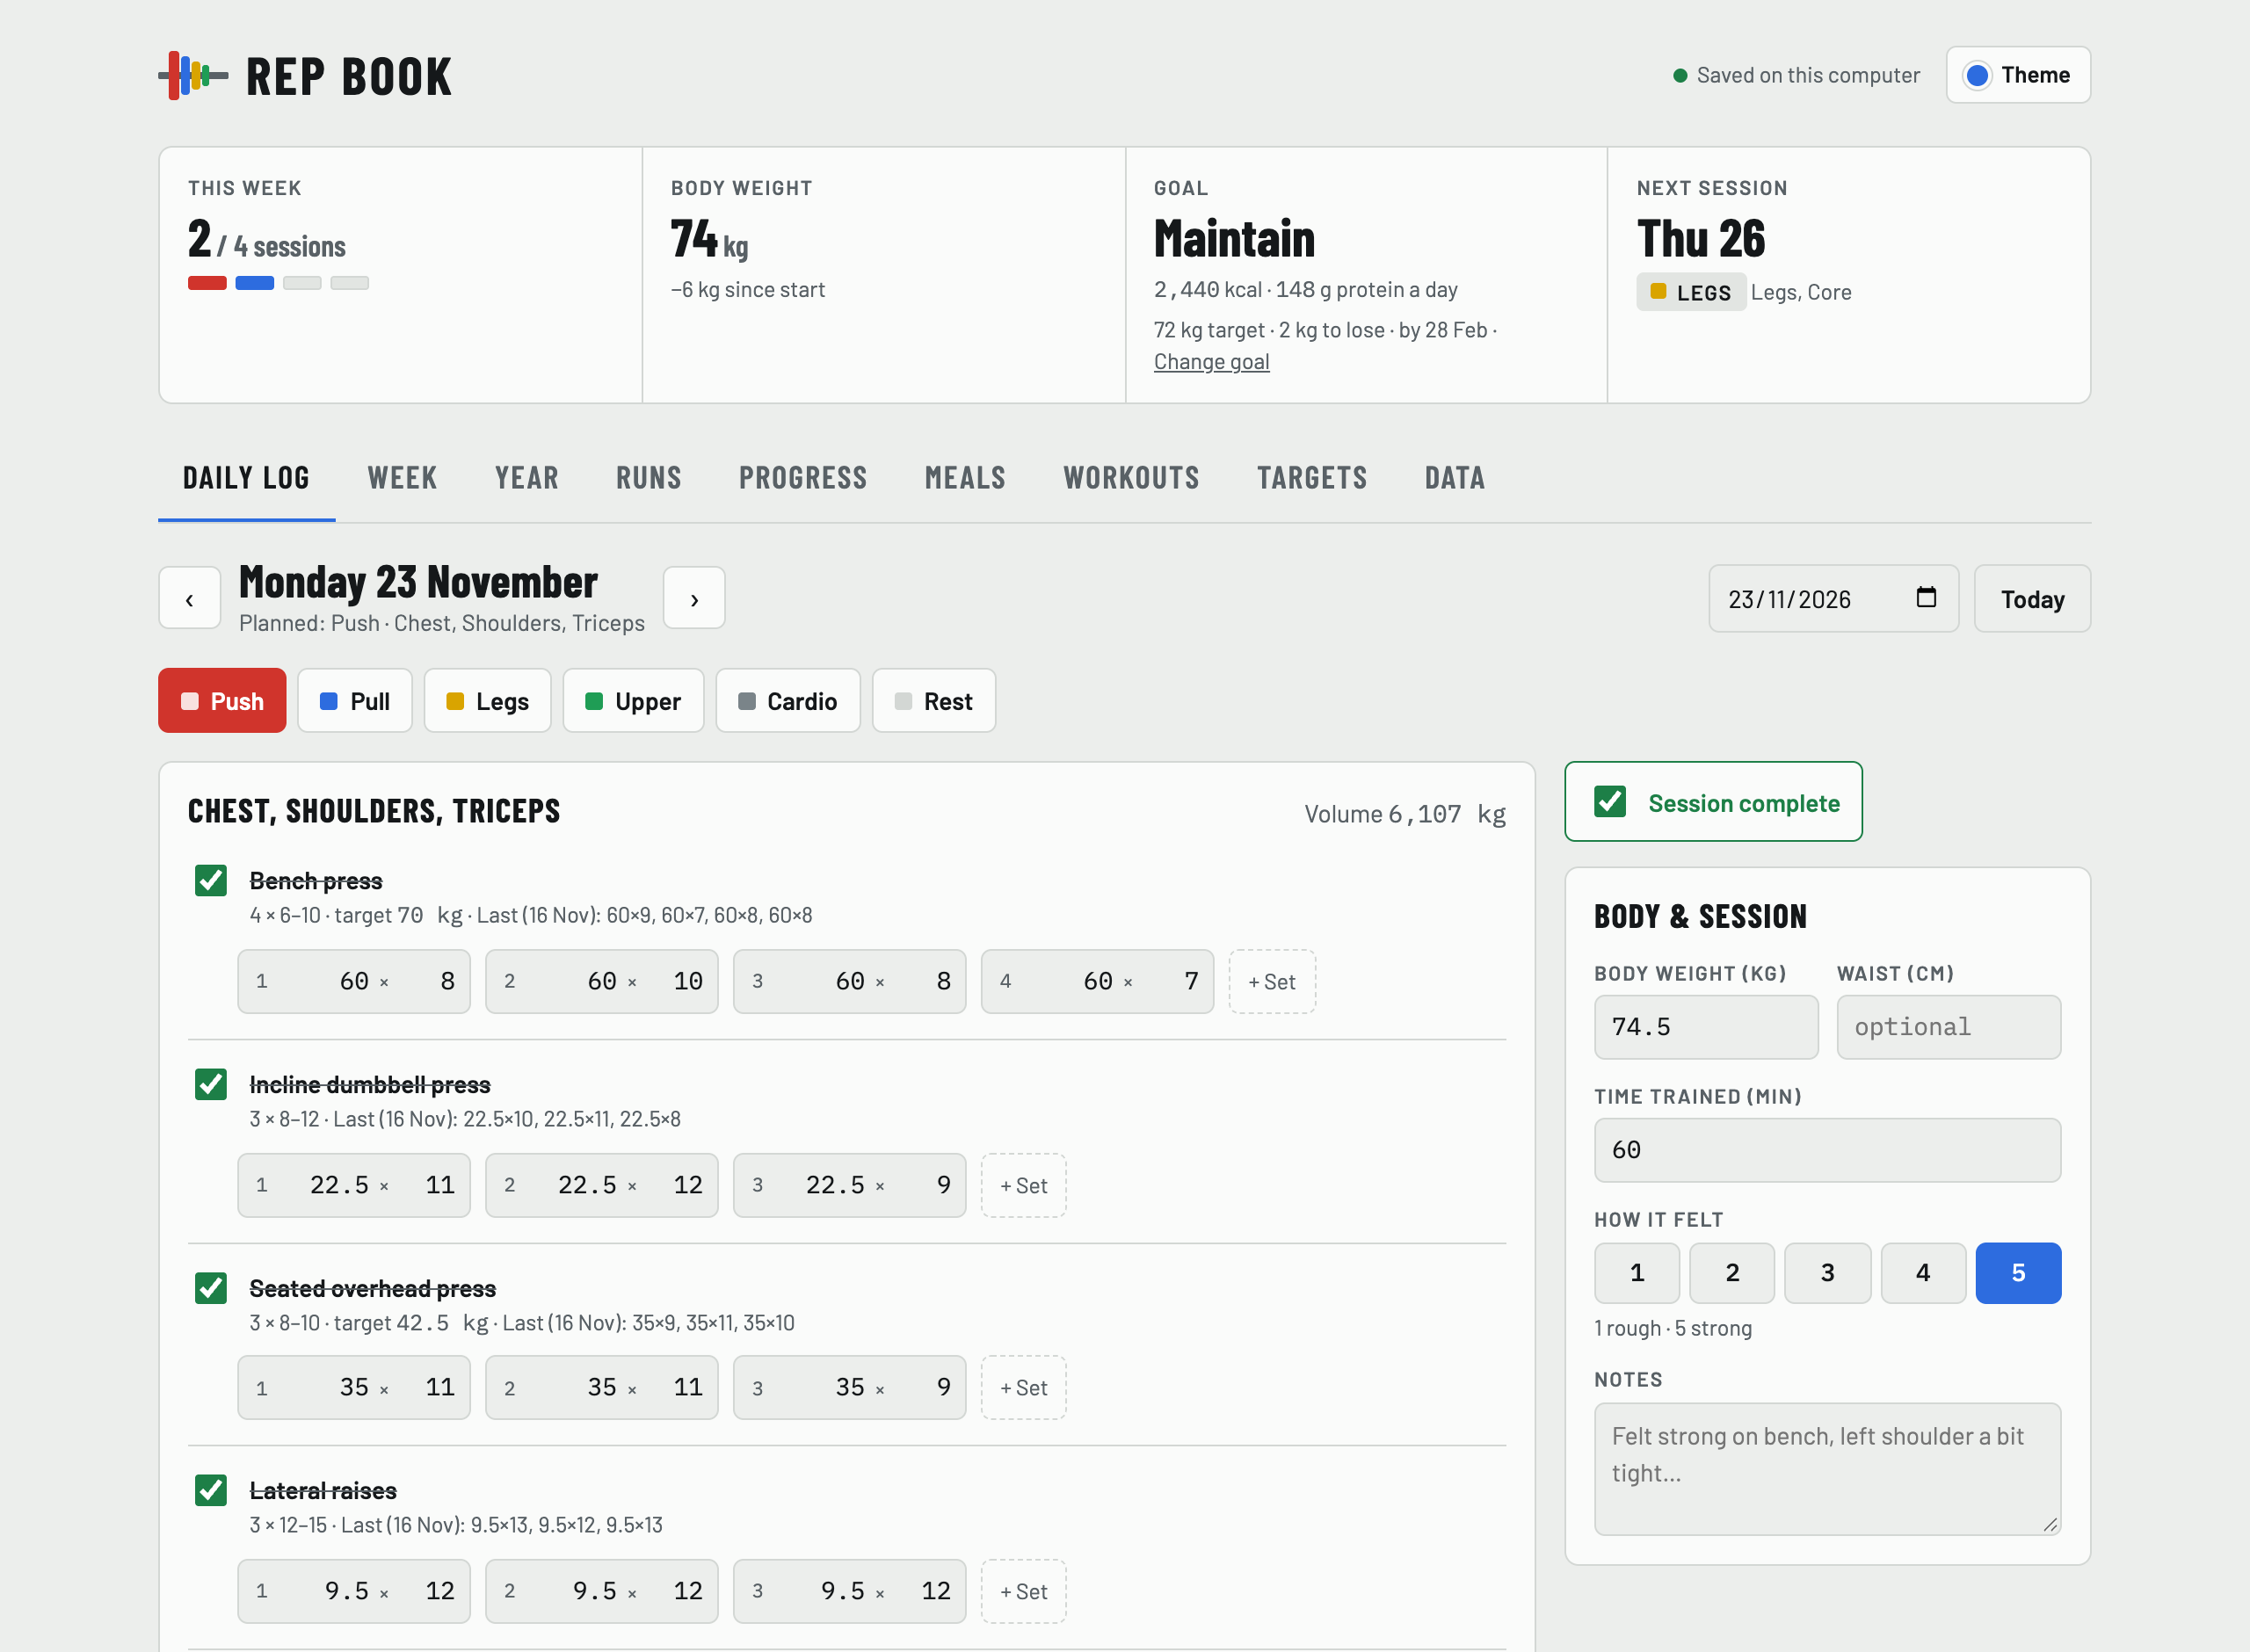 REP BOOK
Saved on this computer
Theme
THIS WEEK
2 / 4 sessions
BODY WEIGHT
74 kg
−6 kg since start
GOAL
Maintain
2,440 kcal · 148 g protein a day
72 kg target · 2 kg to lose · by 28 Feb ·
Change goal
NEXT SESSION
Thu 26
LEGS Legs, Core
DAILY LOG WEEK YEAR RUNS PROGRESS MEALS WORKOUTS TARGETS DATA
‹
Monday 23 November
Planned: Push · Chest, Shoulders, Triceps
›
23/11/2026
Today
Push Pull Legs Upper Cardio Rest
CHEST, SHOULDERS, TRICEPS
Volume 6,107 kg
Bench press
4 × 6–10 · target 70 kg · Last (16 Nov): 60×9, 60×7, 60×8, 60×8
1 60 × 8 2 60 × 10 3 60 × 8 4 60 × 7 + Set
Incline dumbbell press
3 × 8–12 · Last (16 Nov): 22.5×10, 22.5×11, 22.5×8
1 22.5 × 11 2 22.5 × 12 3 22.5 × 9 + Set
Seated overhead press
3 × 8–10 · target 42.5 kg · Last (16 Nov): 35×9, 35×11, 35×10
1 35 × 11 2 35 × 11 3 35 × 9 + Set
Lateral raises
3 × 12–15 · Last (16 Nov): 9.5×13, 9.5×12, 9.5×13
1 9.5 × 12 2 9.5 × 12 3 9.5 × 12 + Set
Session complete
BODY & SESSION
BODY WEIGHT (KG) WAIST (CM)
74.5 optional
TIME TRAINED (MIN)
60
HOW IT FELT
1 2 3 4 5
1 rough · 5 strong
NOTES
Felt strong on bench, left shoulder a bit
tight...